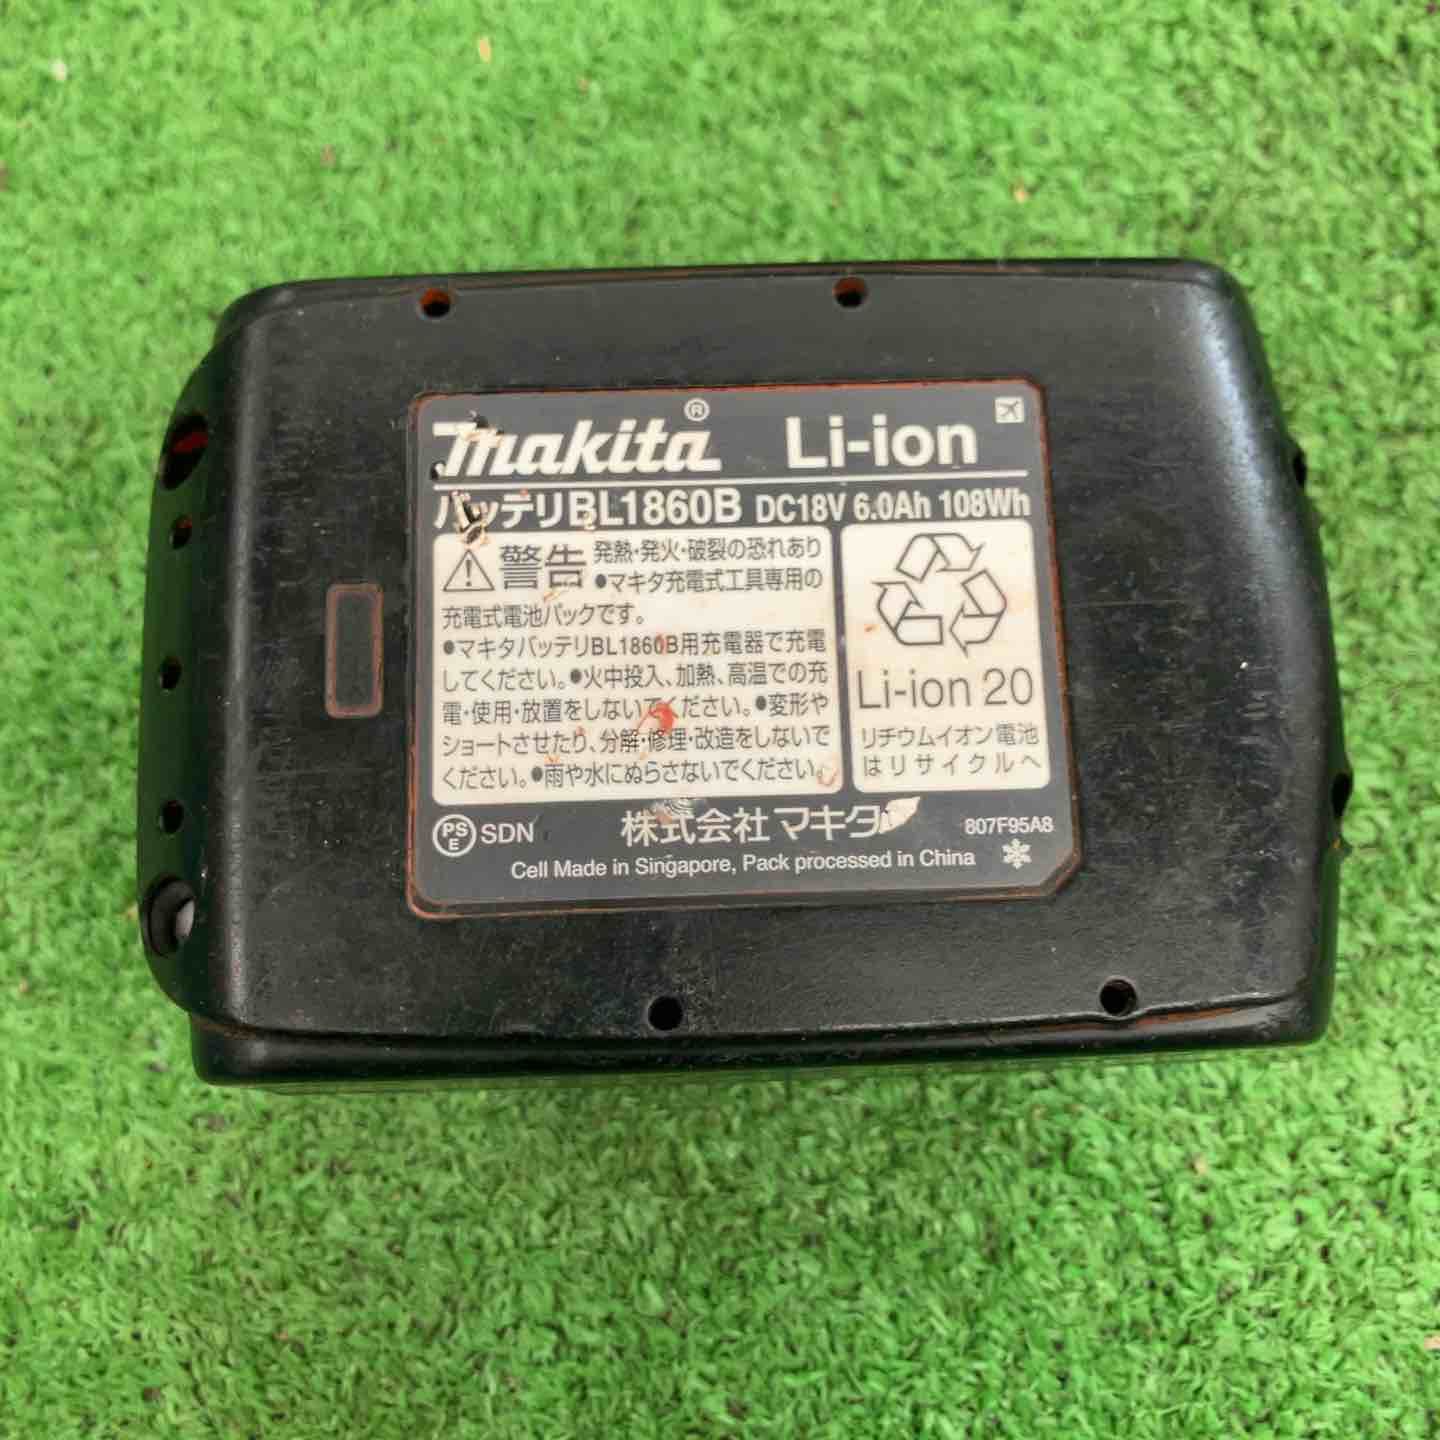 makita® Li-ion
バッテリBL1860B DC18V 6.0Ah 108Wh
警告 発熱・発火・破裂の恐れあり
●マキタ充電式工具専用の
充電式電池パックです。
●マキタバッテリBL1860B用充電器で充電
してください。●火中投入、加熱、高温での充
電・使用・放置をしないでください。●変形や
ショートさせたり、分解・修理・改造をしないで
ください。●雨や水にぬらさないでください。
Li-ion 20
リチウムイオン電池
はリサイクルへ
PSE SDN
株式会社マキタ
807F95A8
Cell Made in Singapore, Pack processed in China